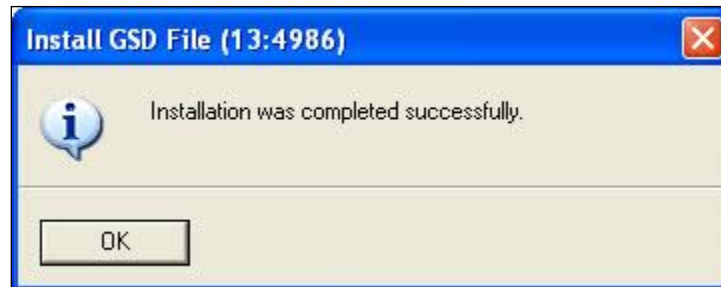 Install GSD File (13:4986)
Installation was completed successfully.
OK